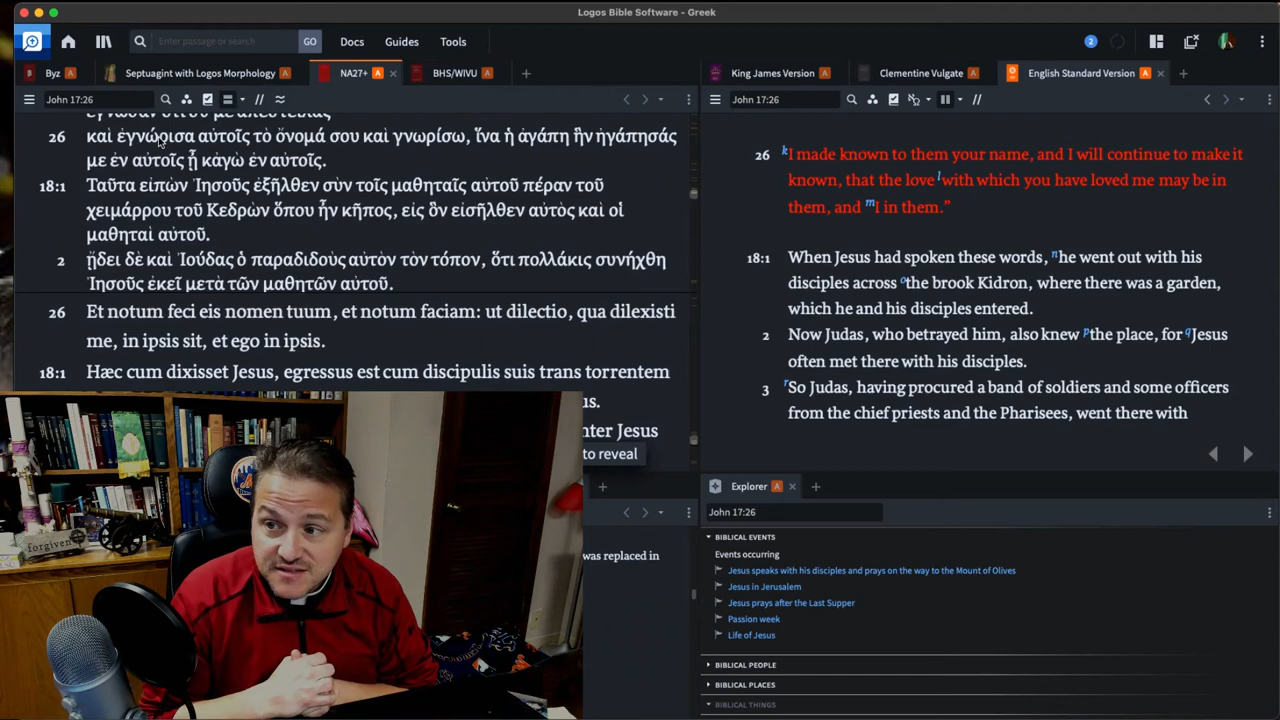 Logos Bible Software - Greek
Enter passage or search GO Docs Guides Tools 2
Byz A Septuagint with Logos Morphology A NA27+ A BHS/WIVU A
King James Version A Clementine Vulgate A English Standard Version A
John 17:26
26 καὶ ἐγνώρισα αὐτοῖς τὸ ὄνομά σου καὶ γνωρίσω, ἵνα ἡ ἀγάπη ἣν ἠγάπησάς
με ἐν αὐτοῖς ᾖ κἀγὼ ἐν αὐτοῖς.
18:1 Ταῦτα εἰπὼν Ἰησοῦς ἐξῆλθεν σὺν τοῖς μαθηταῖς αὐτοῦ πέραν τοῦ
χειμάρρου τοῦ Κεδρὼν ὅπου ἦν κῆπος, εἰς ὃν εἰσῆλθεν αὐτὸς καὶ οἱ
μαθηταὶ αὐτοῦ.
2 ᾔδει δὲ καὶ Ἰούδας ὁ παραδιδοὺς αὐτὸν τὸν τόπον, ὅτι πολλάκις συνήχθη
Ἰησοῦς ἐκεῖ μετὰ τῶν μαθητῶν αὐτοῦ.
26 Et notum feci eis nomen tuum, et notum faciam: ut dilectio, qua dilexisti
me, in ipsis sit, et ego in ipsis.
18:1 Hæc cum dixisset Jesus, egressus est cum discipulis suis trans torrentem
us.
nter Jesus
to reveal
was replaced in
John 17:26
26 k I made known to them your name, and I will continue to make it
known, that the love l with which you have loved me may be in
them, and m I in them.”
18:1 When Jesus had spoken these words, n he went out with his
disciples across o the brook Kidron, where there was a garden,
which he and his disciples entered.
2 Now Judas, who betrayed him, also knew p the place, for q Jesus
often met there with his disciples.
3 r So Judas, having procured a band of soldiers and some officers
from the chief priests and the Pharisees, went there with
Explorer A
John 17:26
BIBLICAL EVENTS
Events occurring
Jesus speaks with his disciples and prays on the way to the Mount of Olives
Jesus in Jerusalem
Jesus prays after the Last Supper
Passion week
Life of Jesus
BIBLICAL PEOPLE
BIBLICAL PLACES
BIBLICAL THINGS
forgiven